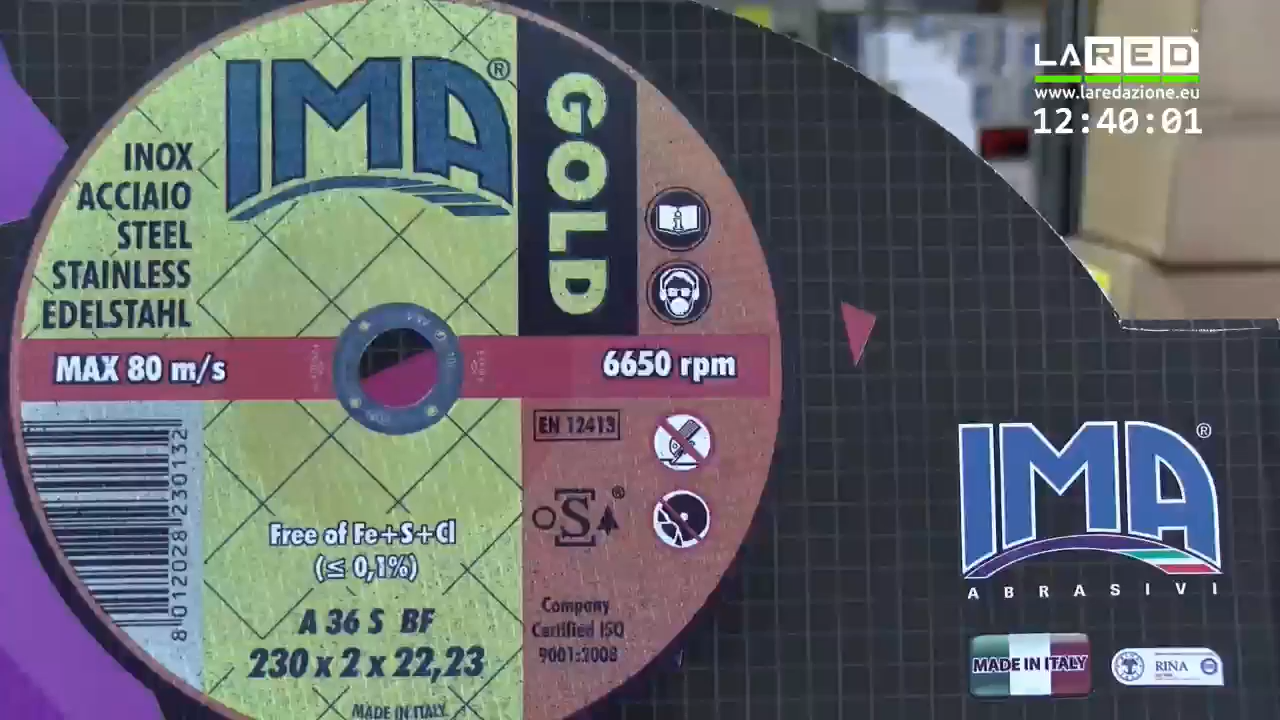 IMA®
GOLD
INOX
ACCIAIO
STEEL
STAINLESS
EDELSTAHL
MAX 80 m/s
6650 rpm
EN 12413
8 012028 230132
Free of Fe+S+Cl
(≤ 0,1%)
oSA®
A 36 S BF
230 x 2 x 22,23
Company
Certified ISO
9001:2008
MADE IN ITALY
LARED™
www.laredazione.eu
12:40:01
IMA®
ABRASIVI
MADE IN ITALY
RINA